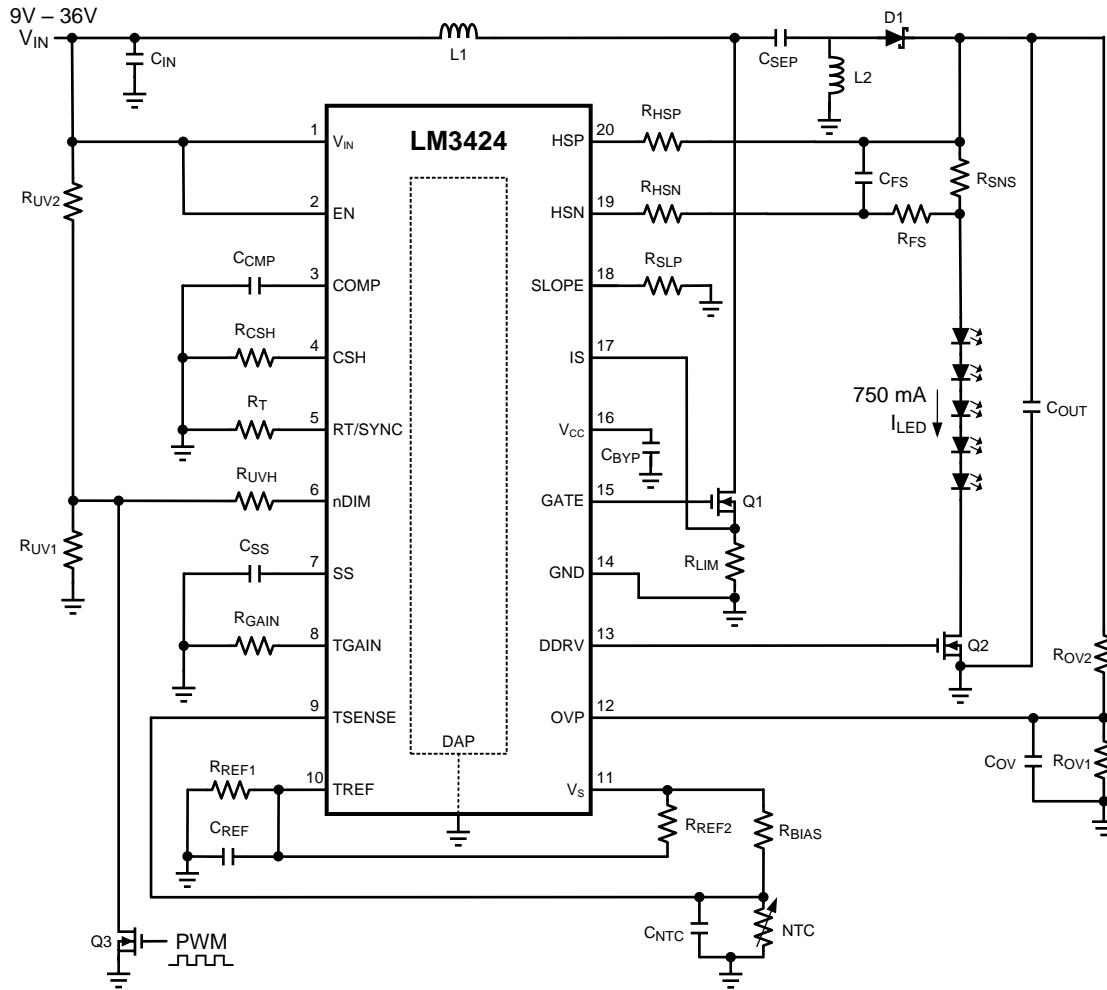 9V – 36V
VIN
CIN
L1
CSEP
D1
L2
LM3424
1 VIN
HSP 20
RHSP
CFS
RSNS
RUV2
2 EN
HSN 19
RHSN
RFS
CCMP
3 COMP
SLOPE 18
RSLP
RCSH
4 CSH
IS 17
750 mA
ILED
COUT
RT
5 RT/SYNC
VCC 16
CBYP
RUVH
6 nDIM
GATE 15
Q1
RUV1
CSS
7 SS
GND 14
RLIM
RGAIN
8 TGAIN
DDRV 13
Q2
ROV2
9 TSENSE
OVP 12
COV
ROV1
DAP
RREF1
10 TREF
VS 11
CREF
RREF2
RBIAS
CNTC
NTC
Q3
PWM